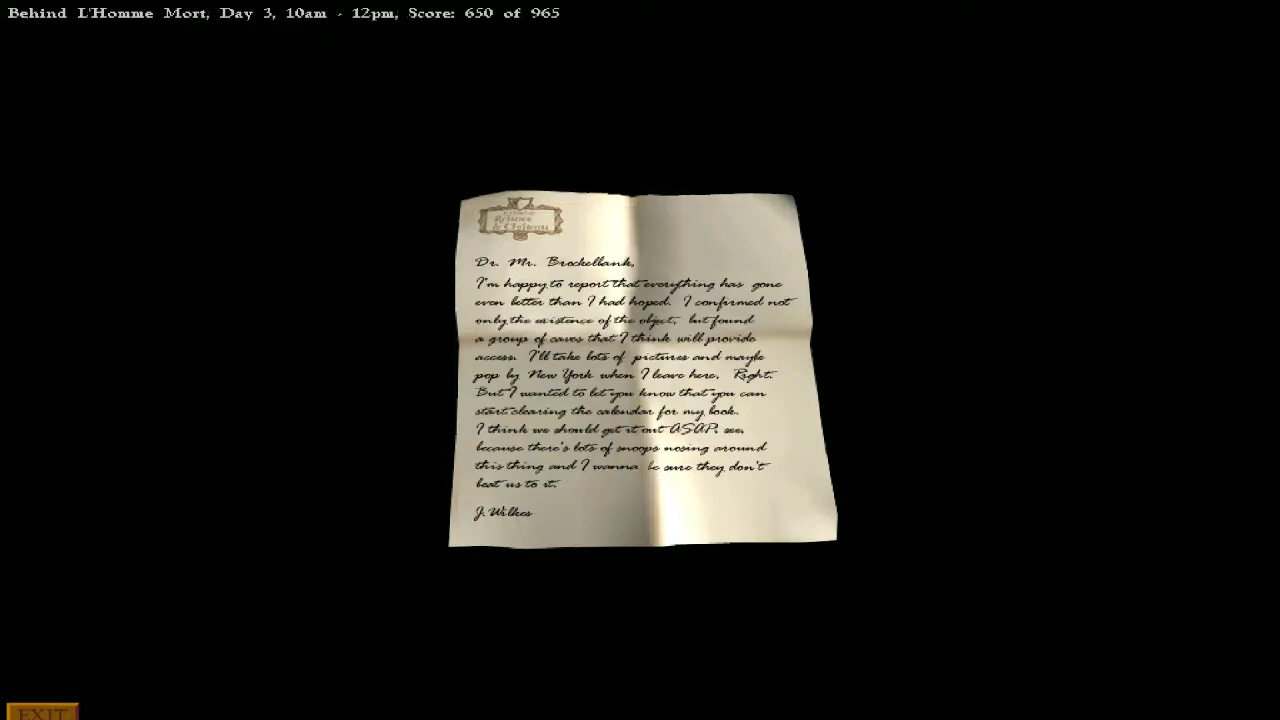 Behind L'Homme Mort, Day 3, 10am - 12pm, Score: 650 of 965
Dr. Mr. Brockelbank,
I'm happy to report that everything has gone
even better than I had hoped. I confirmed not
only the existence of the object, but found
a group of caves that I think will provide
access. I'll take lots of pictures and maybe
pop by New York when I leave here. Right.
But I wanted to let you know that you can
start clearing the calendar for my book.
I think we should get it out ASAP, see,
because there's lots of snoops nosing around
this thing and I wanna be sure they don't
beat us to it.
J. Wilkes
EXIT